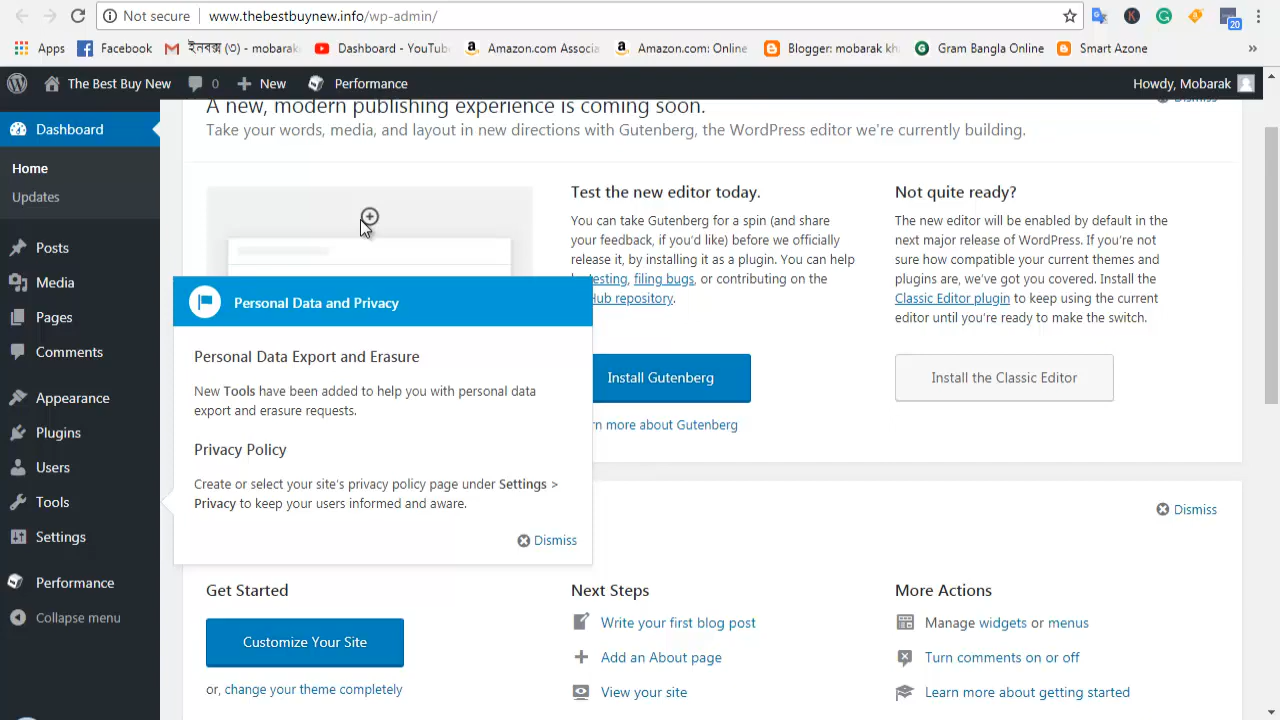 Not secure | www.thebestbuynew.info/wp-admin/
20
Apps Facebook ইনবক্স (৩) - mobarak Dashboard - YouTube Amazon.com Associa Amazon.com: Online Blogger: mobarak kh Gram Bangla Online Smart Azone »
The Best Buy New 0 New Performance Howdy, Mobarak
A new, modern publishing experience is coming soon. Dismiss
Take your words, media, and layout in new directions with Gutenberg, the WordPress editor we're currently building.
Dashboard
Home
Updates
Posts
Media
Pages
Comments
Appearance
Plugins
Users
Tools
Settings
Performance
Collapse menu
Test the new editor today.
You can take Gutenberg for a spin (and share
your feedback, if you'd like) before we officially
release it, by installing it as a plugin. You can help
testing, filing bugs, or contributing on the
Hub repository.
Install Gutenberg
rn more about Gutenberg
Not quite ready?
The new editor will be enabled by default in the
next major release of WordPress. If you're not
sure how compatible your current themes and
plugins are, we've got you covered. Install the
Classic Editor plugin to keep using the current
editor until you're ready to make the switch.
Install the Classic Editor
Personal Data and Privacy
Personal Data Export and Erasure
New Tools have been added to help you with personal data
export and erasure requests.
Privacy Policy
Create or select your site's privacy policy page under Settings >
Privacy to keep your users informed and aware.
Dismiss
Dismiss
Get Started
Customize Your Site
or, change your theme completely
Next Steps
Write your first blog post
Add an About page
View your site
More Actions
Manage widgets or menus
Turn comments on or off
Learn more about getting started